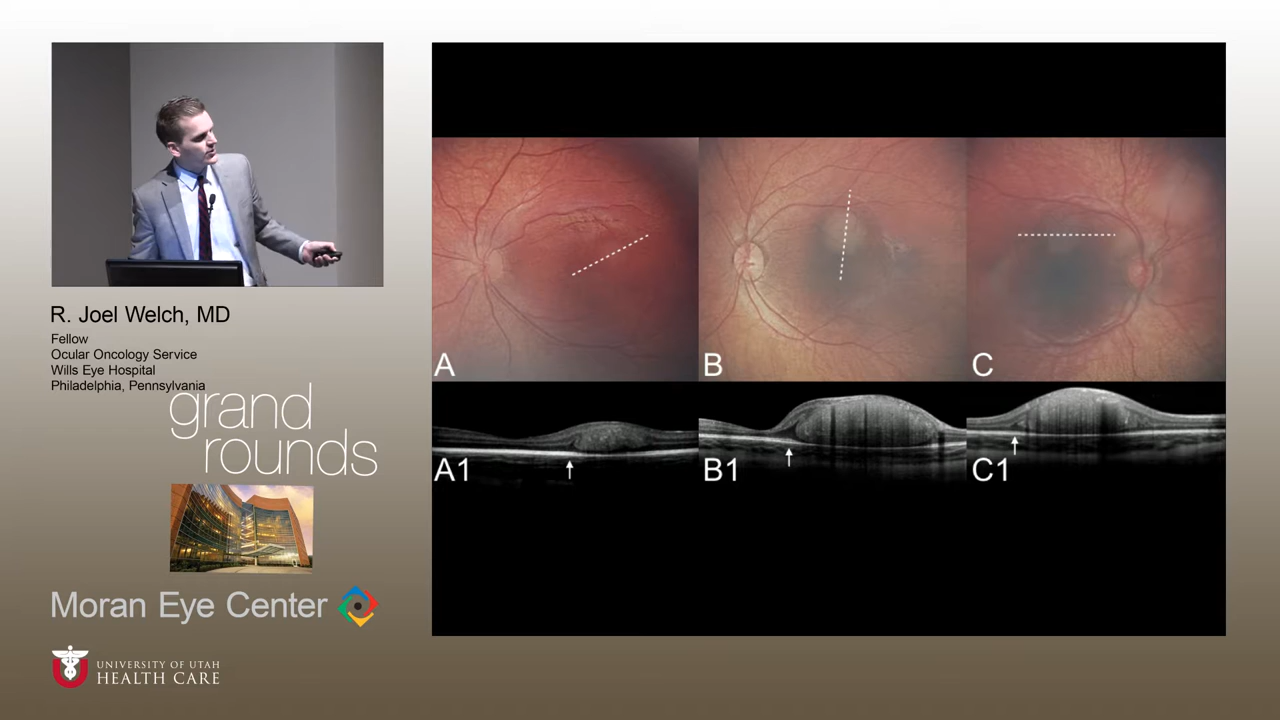 R. Joel Welch, MD
Fellow
Ocular Oncology Service
Wills Eye Hospital
Philadelphia, Pennsylvania
grand
rounds
Moran Eye Center
UNIVERSITY OF UTAH
HEALTH CARE
A
B
C
A1
B1
C1